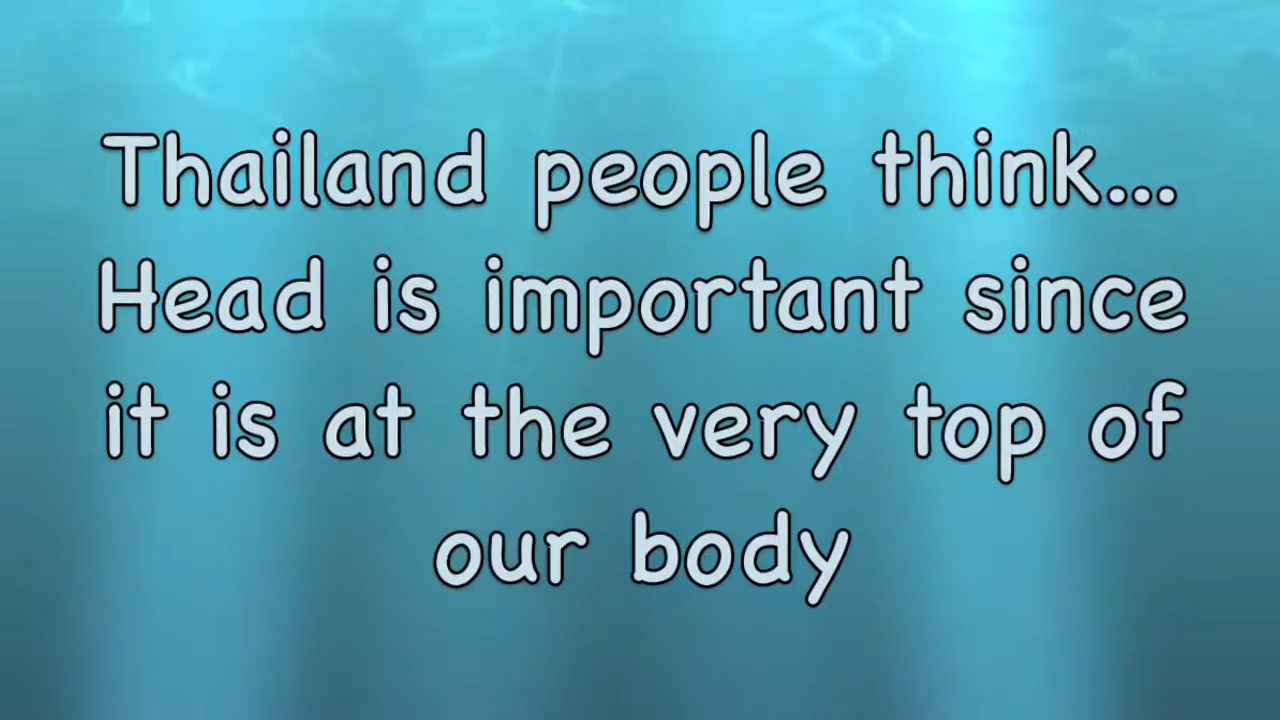 Thailand people think...
Head is important since
it is at the very top of
our body